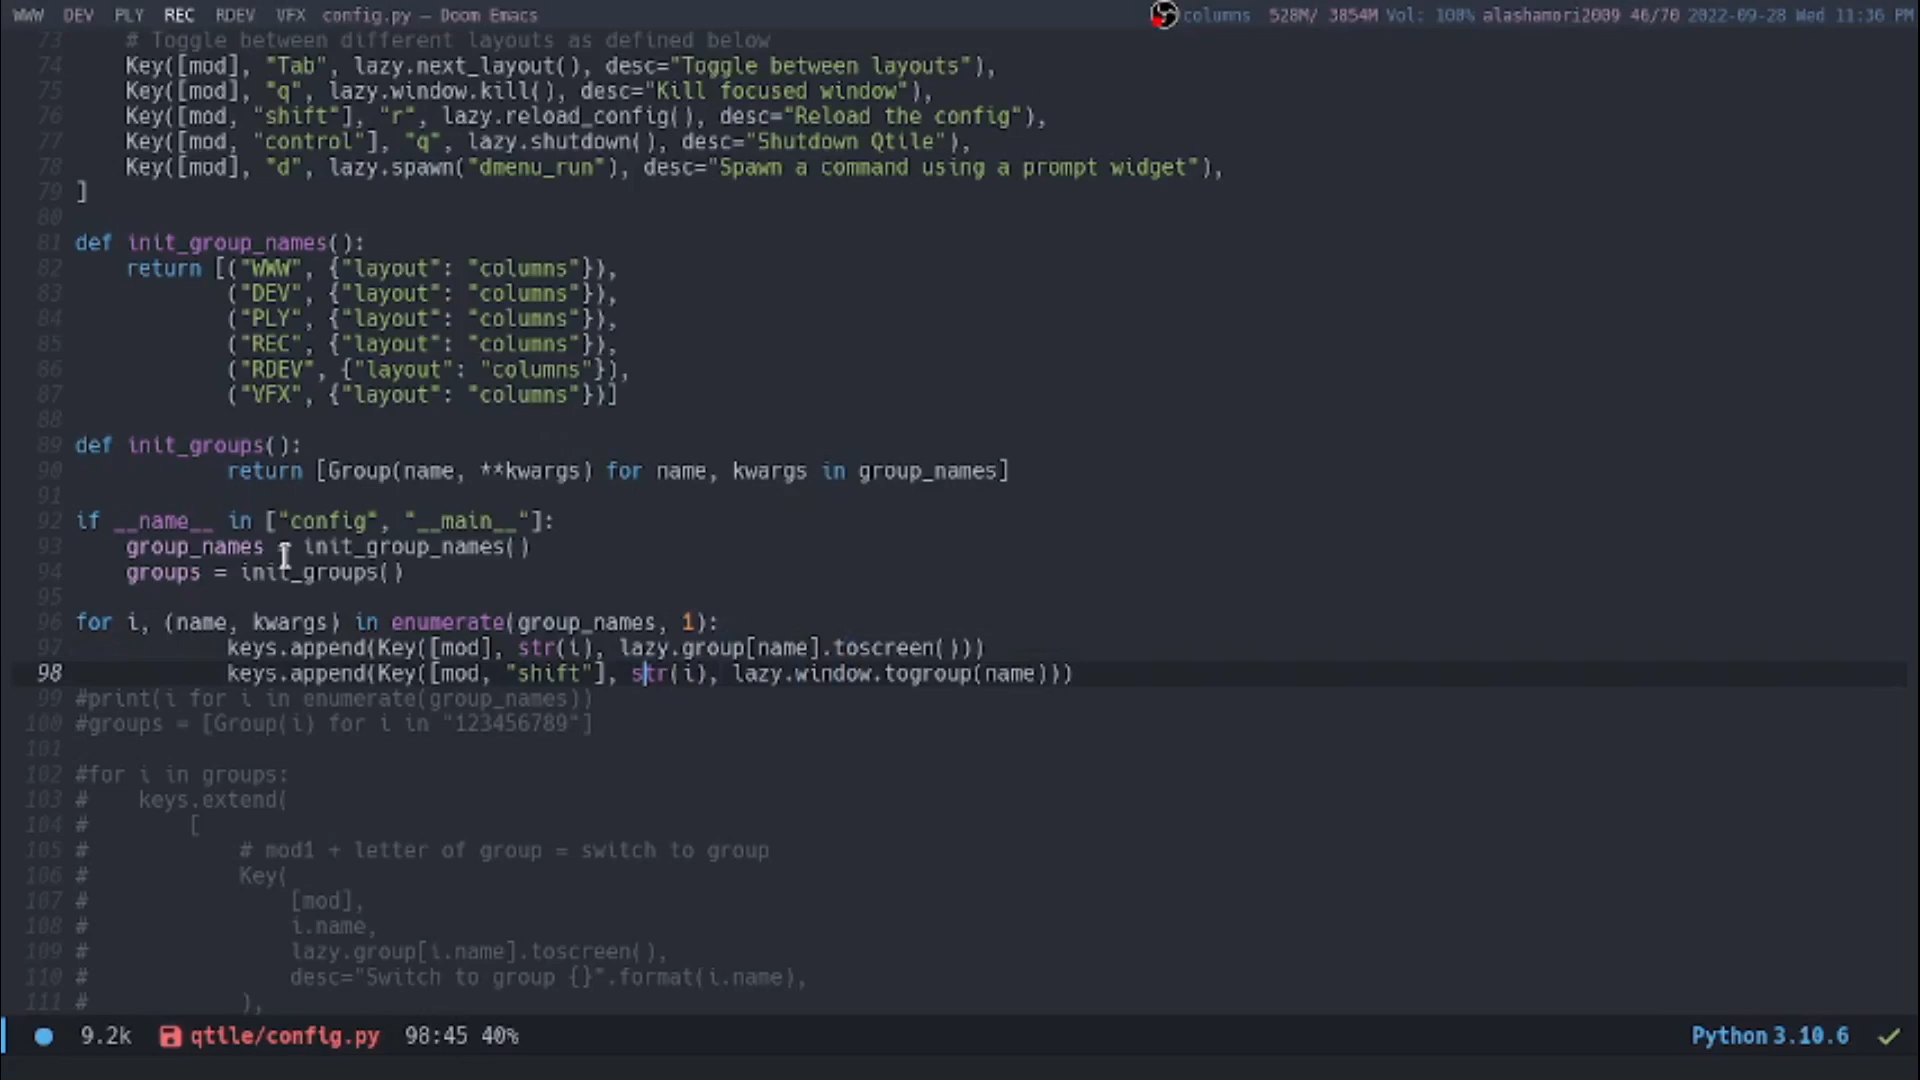 WWW DEV PLY REC RDEV VFX config.py – Doom Emacs columns 528M/ 3854M Vol: 100% alashamori2009 46/70 2022-09-28 Wed 11:36 PM
73 # Toggle between different layouts as defined below
74 Key([mod], "Tab", lazy.next_layout(), desc="Toggle between layouts"),
75 Key([mod], "q", lazy.window.kill(), desc="Kill focused window"),
76 Key([mod, "shift"], "r", lazy.reload_config(), desc="Reload the config"),
77 Key([mod, "control"], "q", lazy.shutdown(), desc="Shutdown Qtile"),
78 Key([mod], "d", lazy.spawn("dmenu_run"), desc="Spawn a command using a prompt widget"),
79 ]
80
81 def init_group_names():
82 return [("WWW", {"layout": "columns"}),
83 ("DEV", {"layout": "columns"}),
84 ("PLY", {"layout": "columns"}),
85 ("REC", {"layout": "columns"}),
86 ("RDEV", {"layout": "columns"}),
87 ("VFX", {"layout": "columns"})]
88
89 def init_groups():
90 return [Group(name, **kwargs) for name, kwargs in group_names]
91
92 if __name__ in ["config", "__main__"]:
93 group_names = init_group_names()
94 groups = init_groups()
95
96 for i, (name, kwargs) in enumerate(group_names, 1):
97 keys.append(Key([mod], str(i), lazy.group[name].toscreen()))
98 keys.append(Key([mod, "shift"], str(i), lazy.window.togroup(name)))
99 #print(i for i in enumerate(group_names))
100 #groups = [Group(i) for i in "123456789"]
101
102 #for i in groups:
103 # keys.extend(
104 # [
105 # # mod1 + letter of group = switch to group
106 # Key(
107 # [mod],
108 # i.name,
109 # lazy.group[i.name].toscreen(),
110 # desc="Switch to group {}".format(i.name),
111 # ),
9.2k qtile/config.py 98:45 40% Python 3.10.6